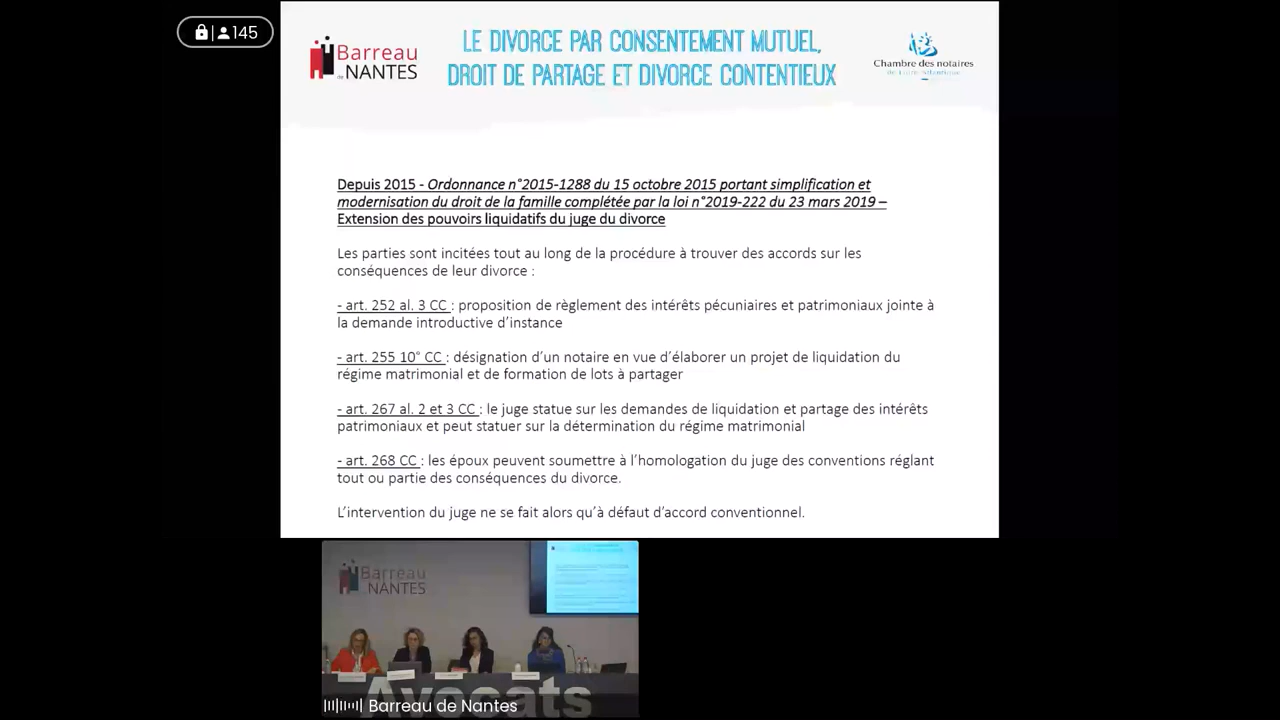 145
Barreau
de NANTES
LE DIVORCE PAR CONSENTEMENT MUTUEL,
DROIT DE PARTAGE ET DIVORCE CONTENTIEUX
Chambre des notaires
de Loire-Atlantique
Depuis 2015 - Ordonnance n°2015-1288 du 15 octobre 2015 portant simplification et
modernisation du droit de la famille complétée par la loi n°2019-222 du 23 mars 2019 –
Extension des pouvoirs liquidatifs du juge du divorce
Les parties sont incitées tout au long de la procédure à trouver des accords sur les
conséquences de leur divorce :
- art. 252 al. 3 CC : proposition de règlement des intérêts pécuniaires et patrimoniaux jointe à
la demande introductive d'instance
- art. 255 10° CC : désignation d'un notaire en vue d'élaborer un projet de liquidation du
régime matrimonial et de formation de lots à partager
- art. 267 al. 2 et 3 CC : le juge statue sur les demandes de liquidation et partage des intérêts
patrimoniaux et peut statuer sur la détermination du régime matrimonial
- art. 268 CC : les époux peuvent soumettre à l'homologation du juge des conventions réglant
tout ou partie des conséquences du divorce.
L'intervention du juge ne se fait alors qu'à défaut d'accord conventionnel.
Barreau
NANTES
Avocats
Barreau de Nantes